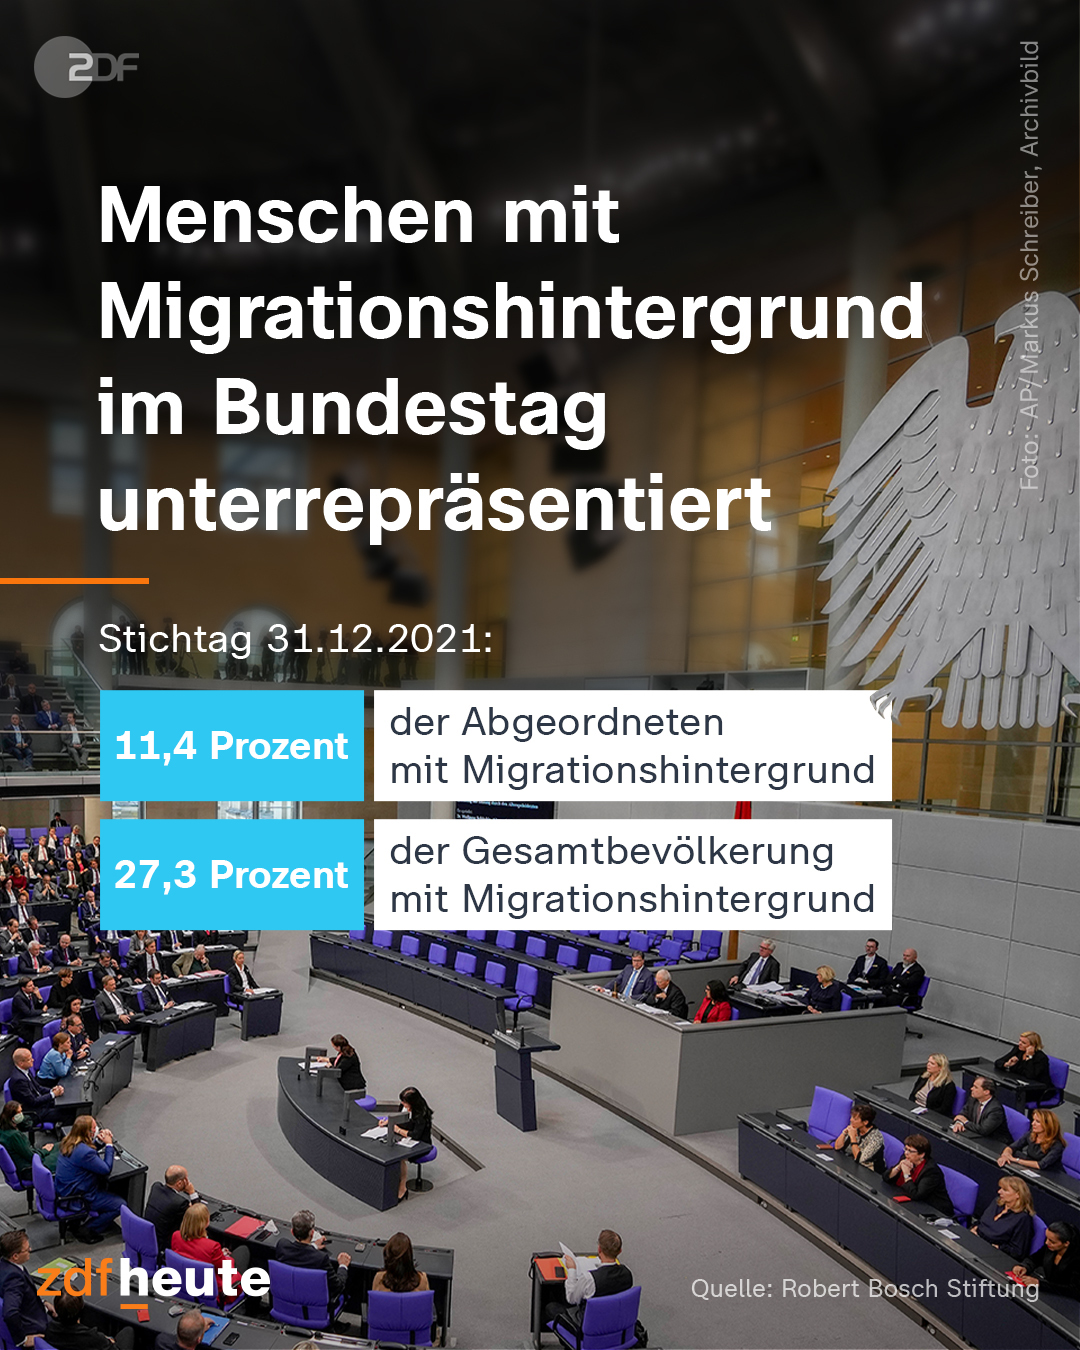 ZDF
Foto: AP/Markus Schreiber, Archivbild
Menschen mit
Migrationshintergrund
im Bundestag
unterrepräsentiert
Stichtag 31.12.2021:
11,4 Prozent
der Abgeordneten
mit Migrationshintergrund
27,3 Prozent
der Gesamtbevölkerung
mit Migrationshintergrund
zdfheute
Quelle: Robert Bosch Stiftung